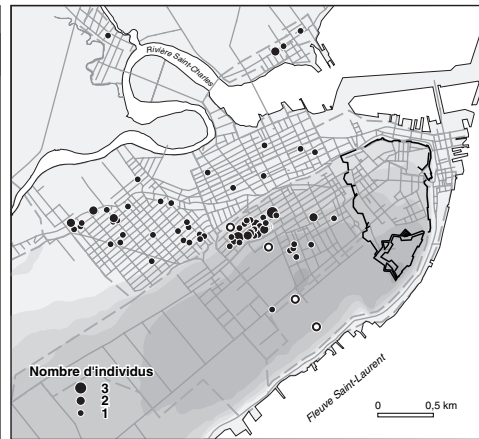 Rivière Saint-Charles
Nombre d'individus
3
2
1
Fleuve Saint-Laurent
0 0,5 km